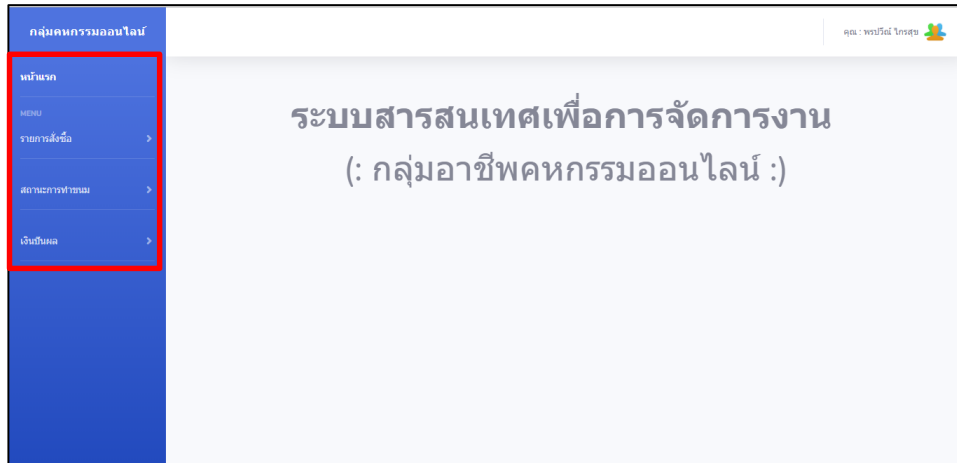 กลุ่มคหกรรมออนไลน์
คุณ : พรปวีณ์ ไกรสุข
หน้าแรก
MENU
รายการสั่งซื้อ
สถานะการทำขนม
เงินปันผล
ระบบสารสนเทศเพื่อการจัดการงาน
(: กลุ่มอาชีพคหกรรมออนไลน์ :)